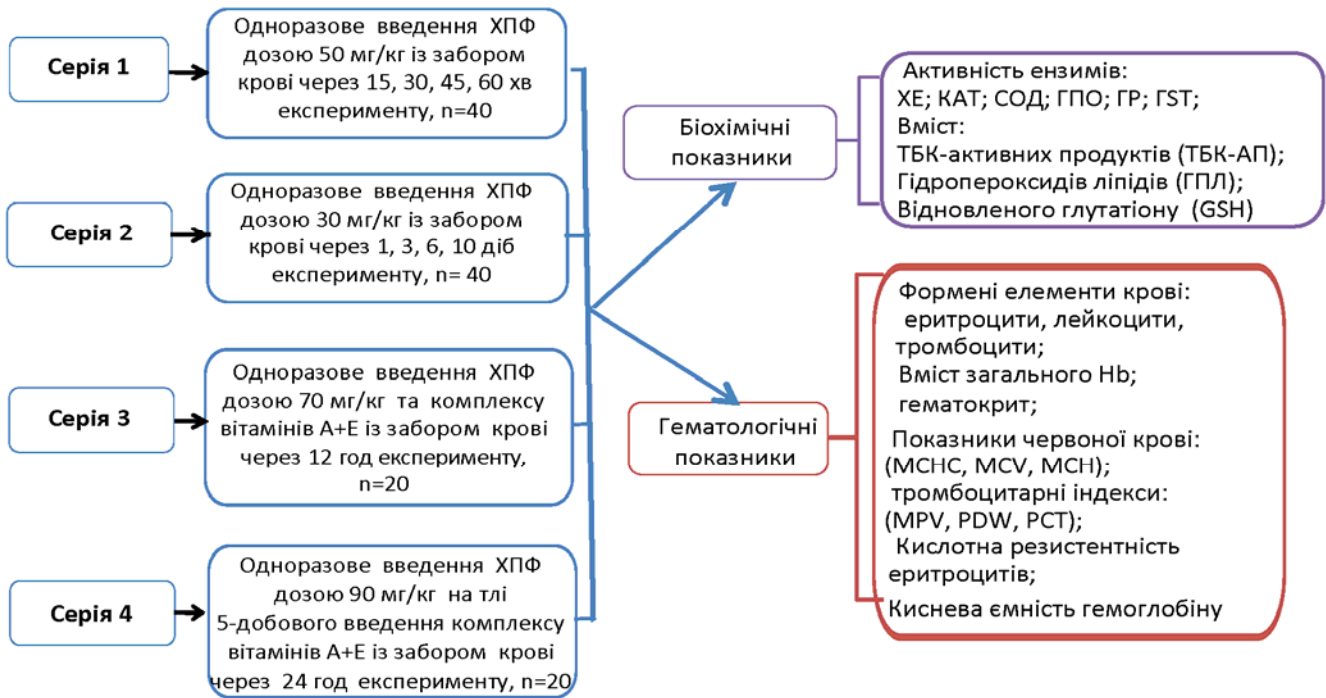 Серія 1
Одноразове введення ХПФ
дозою 50 мг/кг із забором
крові через 15, 30, 45, 60 хв
експерименту, n=40
Серія 2
Одноразове введення ХПФ
дозою 30 мг/кг із забором
крові через 1, 3, 6, 10 діб
експерименту, n= 40
Серія 3
Одноразове введення ХПФ
дозою 70 мг/кг та комплексу
вітамінів А+Е із забором крові
через 12 год експерименту,
n=20
Серія 4
Одноразове введення ХПФ
дозою 90 мг/кг на тлі
5-добового введення комплексу
вітамінів А+Е із забором крові
через 24 год експерименту, n=20
Біохімічні
показники
Активність ензимів:
ХЕ; КАТ; СОД; ГПО; ГР; ГST;
Вміст:
ТБК-активних продуктів (ТБК-АП);
Гідропероксидів ліпідів (ГПЛ);
Відновленого глутатіону (GSH)
Гематологічні
показники
Формені елементи крові:
еритроцити, лейкоцити,
тромбоцити;
Вміст загального Hb;
гематокрит;
Показники червоної крові:
(MCHC, MCV, MCH);
тромбоцитарні індекси:
(MPV, PDW, PCT);
Кислотна резистентність
еритроцитів;
Киснева ємність гемоглобіну